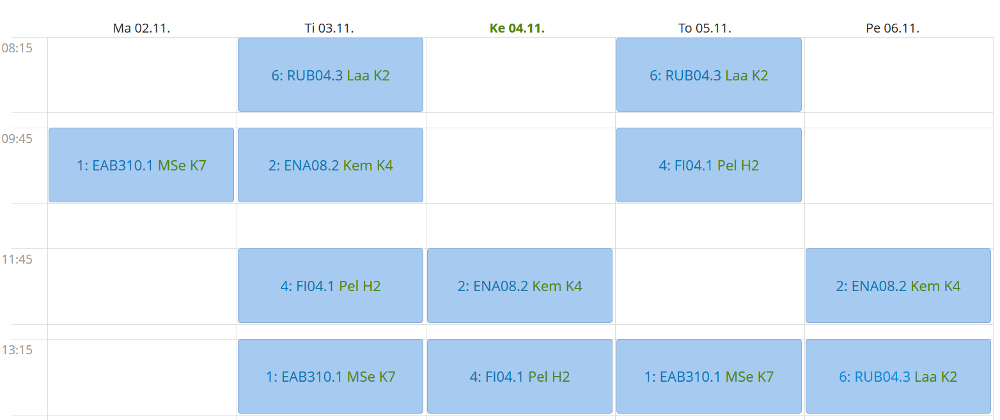 Ma 02.11. Ti 03.11. Ke 04.11. To 05.11. Pe 06.11.
08:15
6: RUB04.3 Laa K2 6: RUB04.3 Laa K2
09:45
1: EAB310.1 MSe K7 2: ENA08.2 Kem K4 4: FI04.1 Pel H2
11:45
4: FI04.1 Pel H2 2: ENA08.2 Kem K4 2: ENA08.2 Kem K4
13:15
1: EAB310.1 MSe K7 4: FI04.1 Pel H2 1: EAB310.1 MSe K7 6: RUB04.3 Laa K2